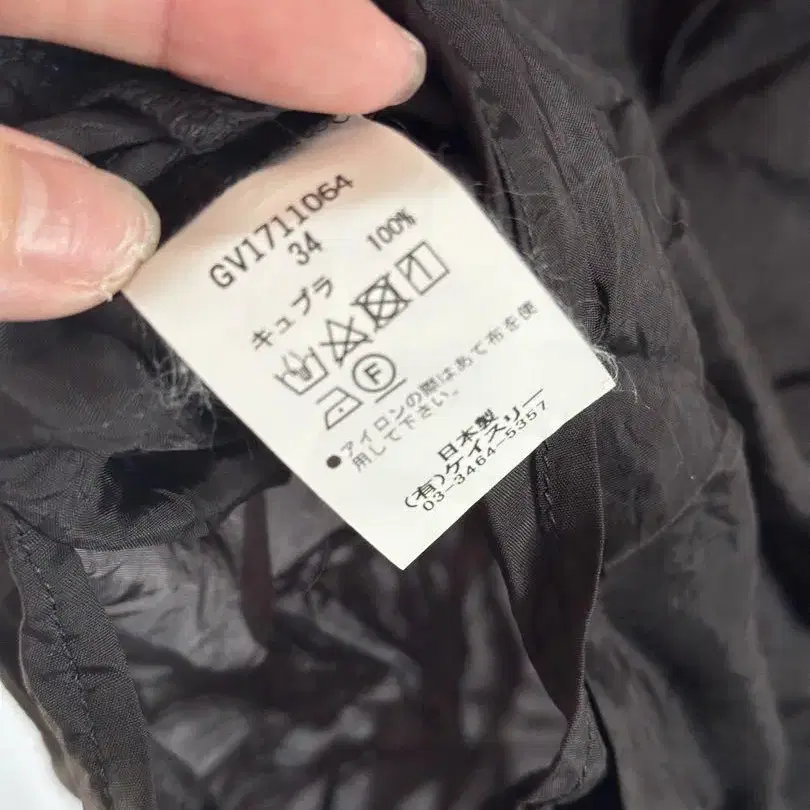 GV1711064
34
キュプラ 100%
F
●アイロンの際はあて布を使
用して下さい。
日本製
(有)ケイスリー
03-3464-5357